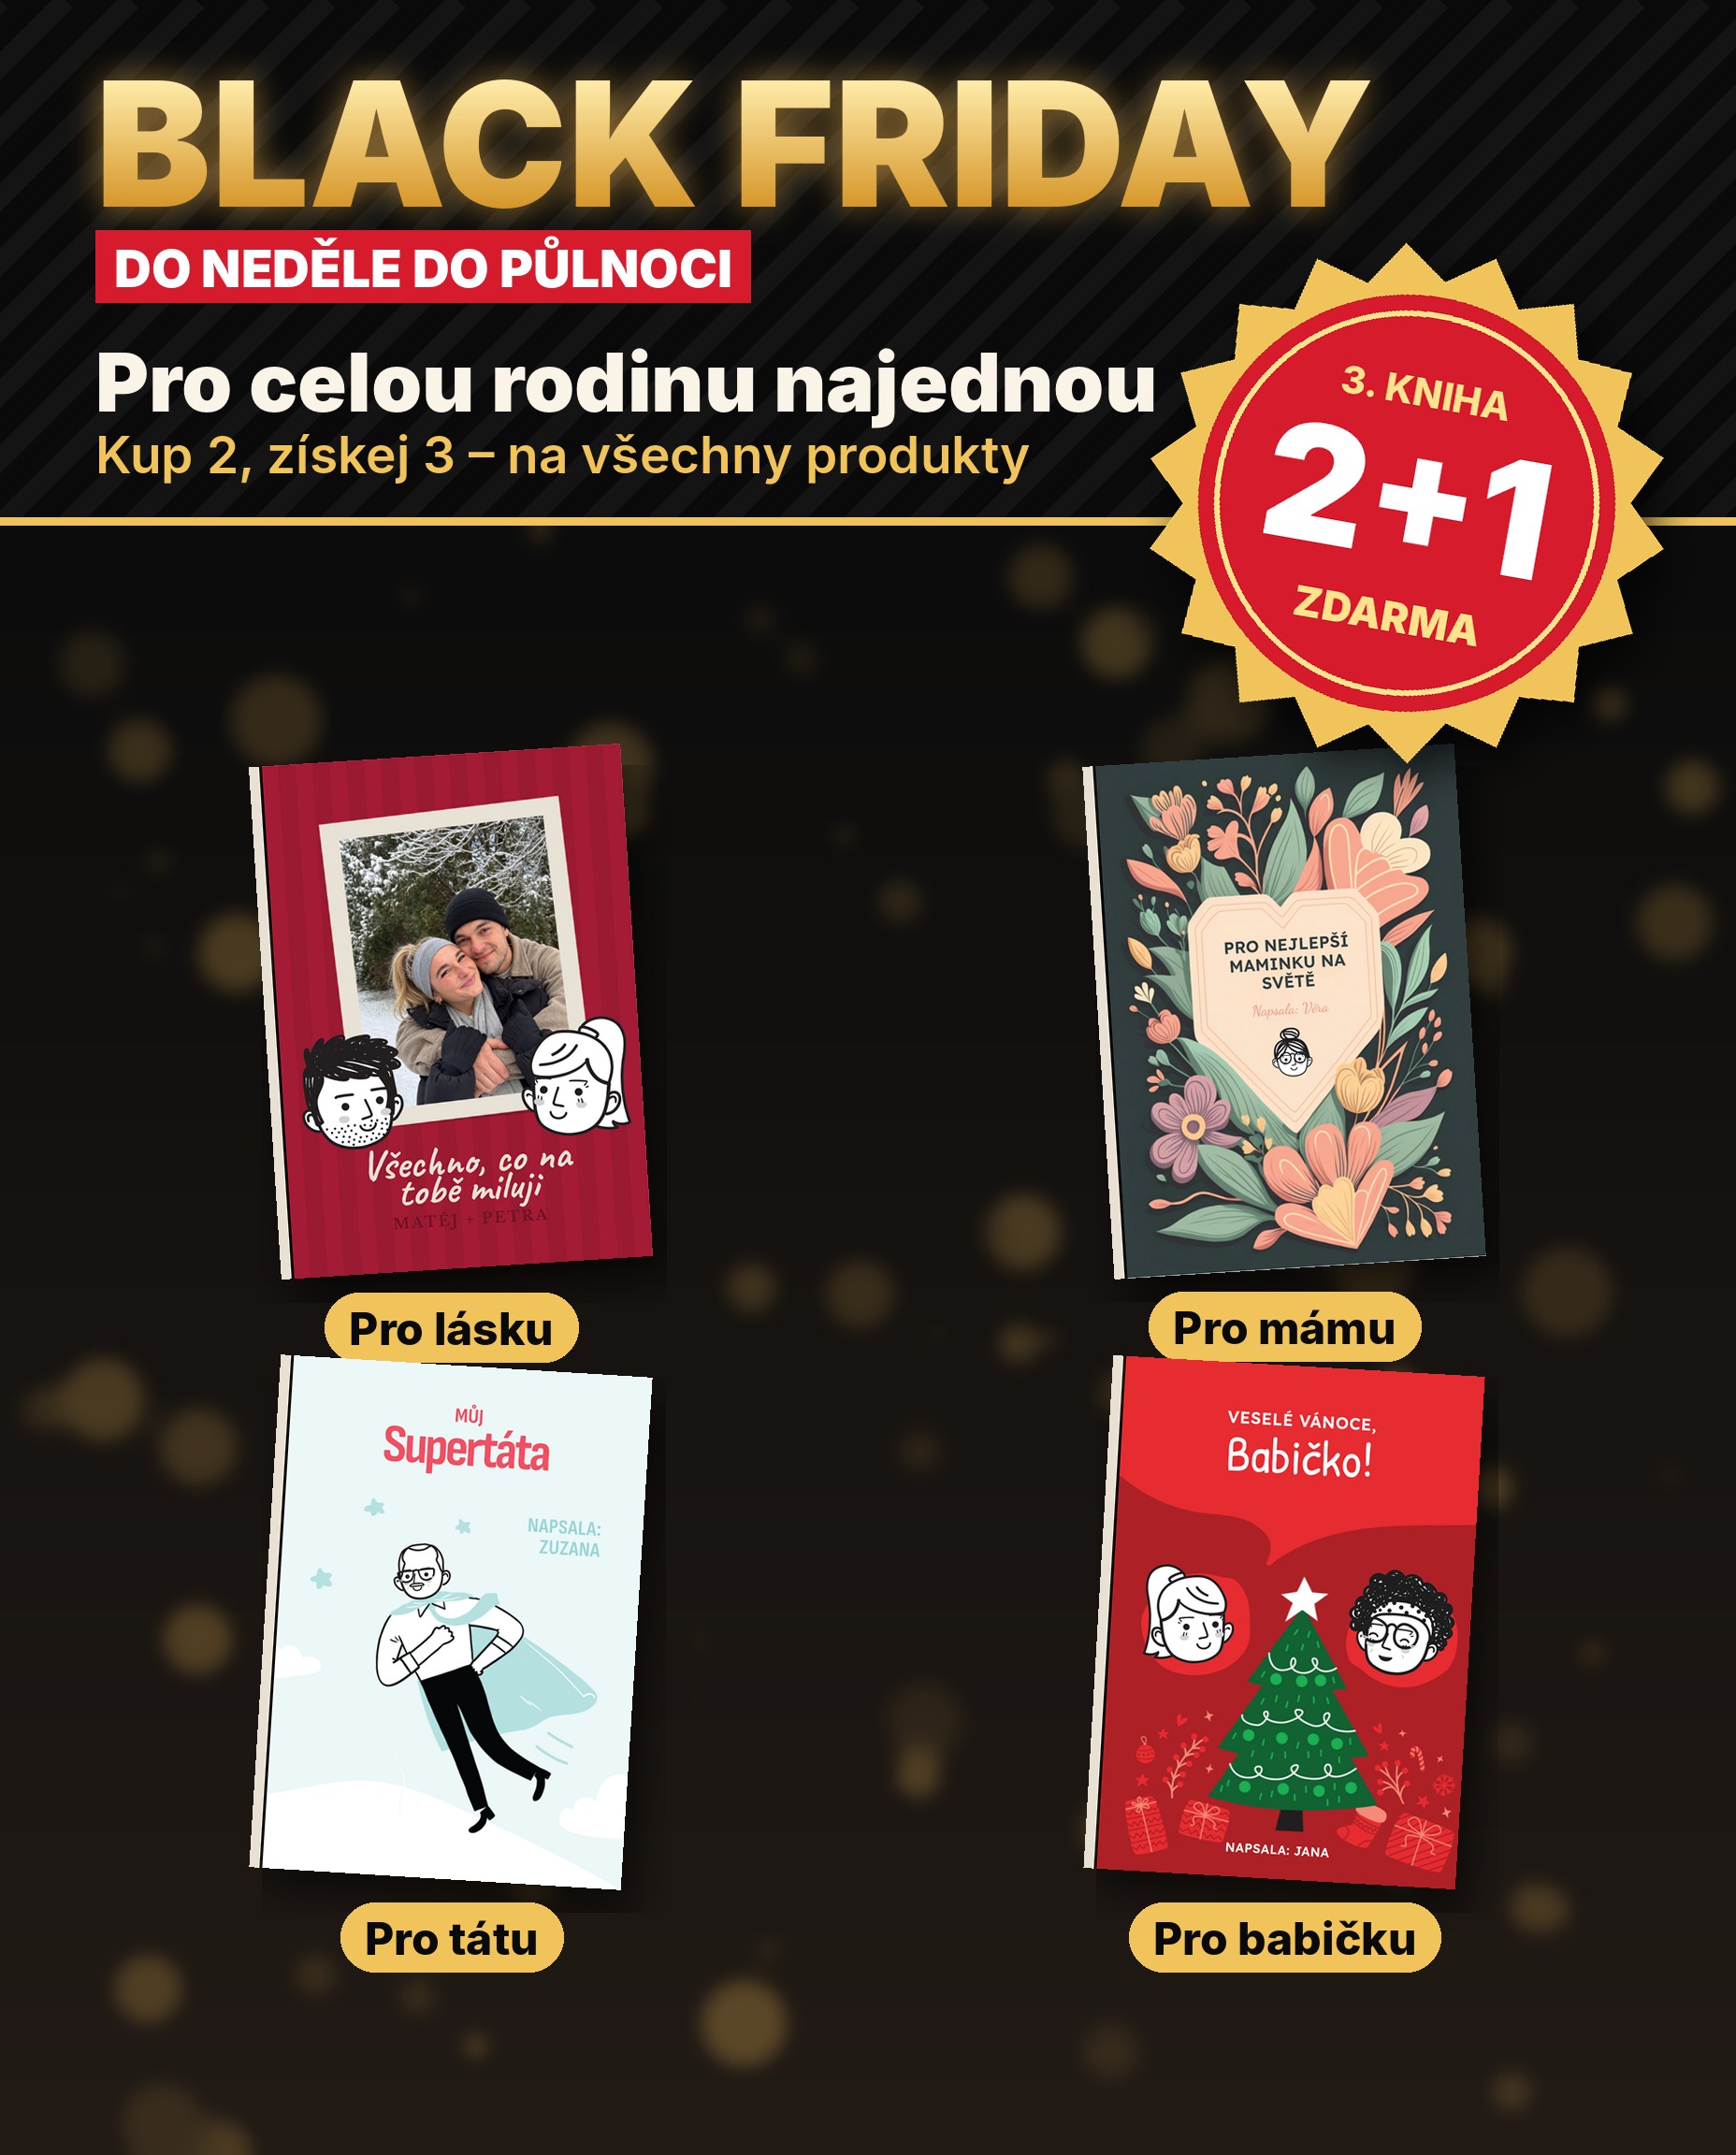 BLACK FRIDAY
DO NEDĚLE DO PŮLNOCI
Pro celou rodinu najednou
Kup 2, získej 3 – na všechny produkty
3. KNIHA
2+1
ZDARMA
Všechno, co na
tobě miluji
MATĚJ + PETRA
Pro lásku
PRO NEJLEPŠÍ
MAMINKU NA
SVĚTĚ
Napsala: Věra
Pro mámu
MŮJ
Supertáta
NAPSALA:
ZUZANA
Pro tátu
VESELÉ VÁNOCE,
Babičko!
NAPSALA: JANA
Pro babičku